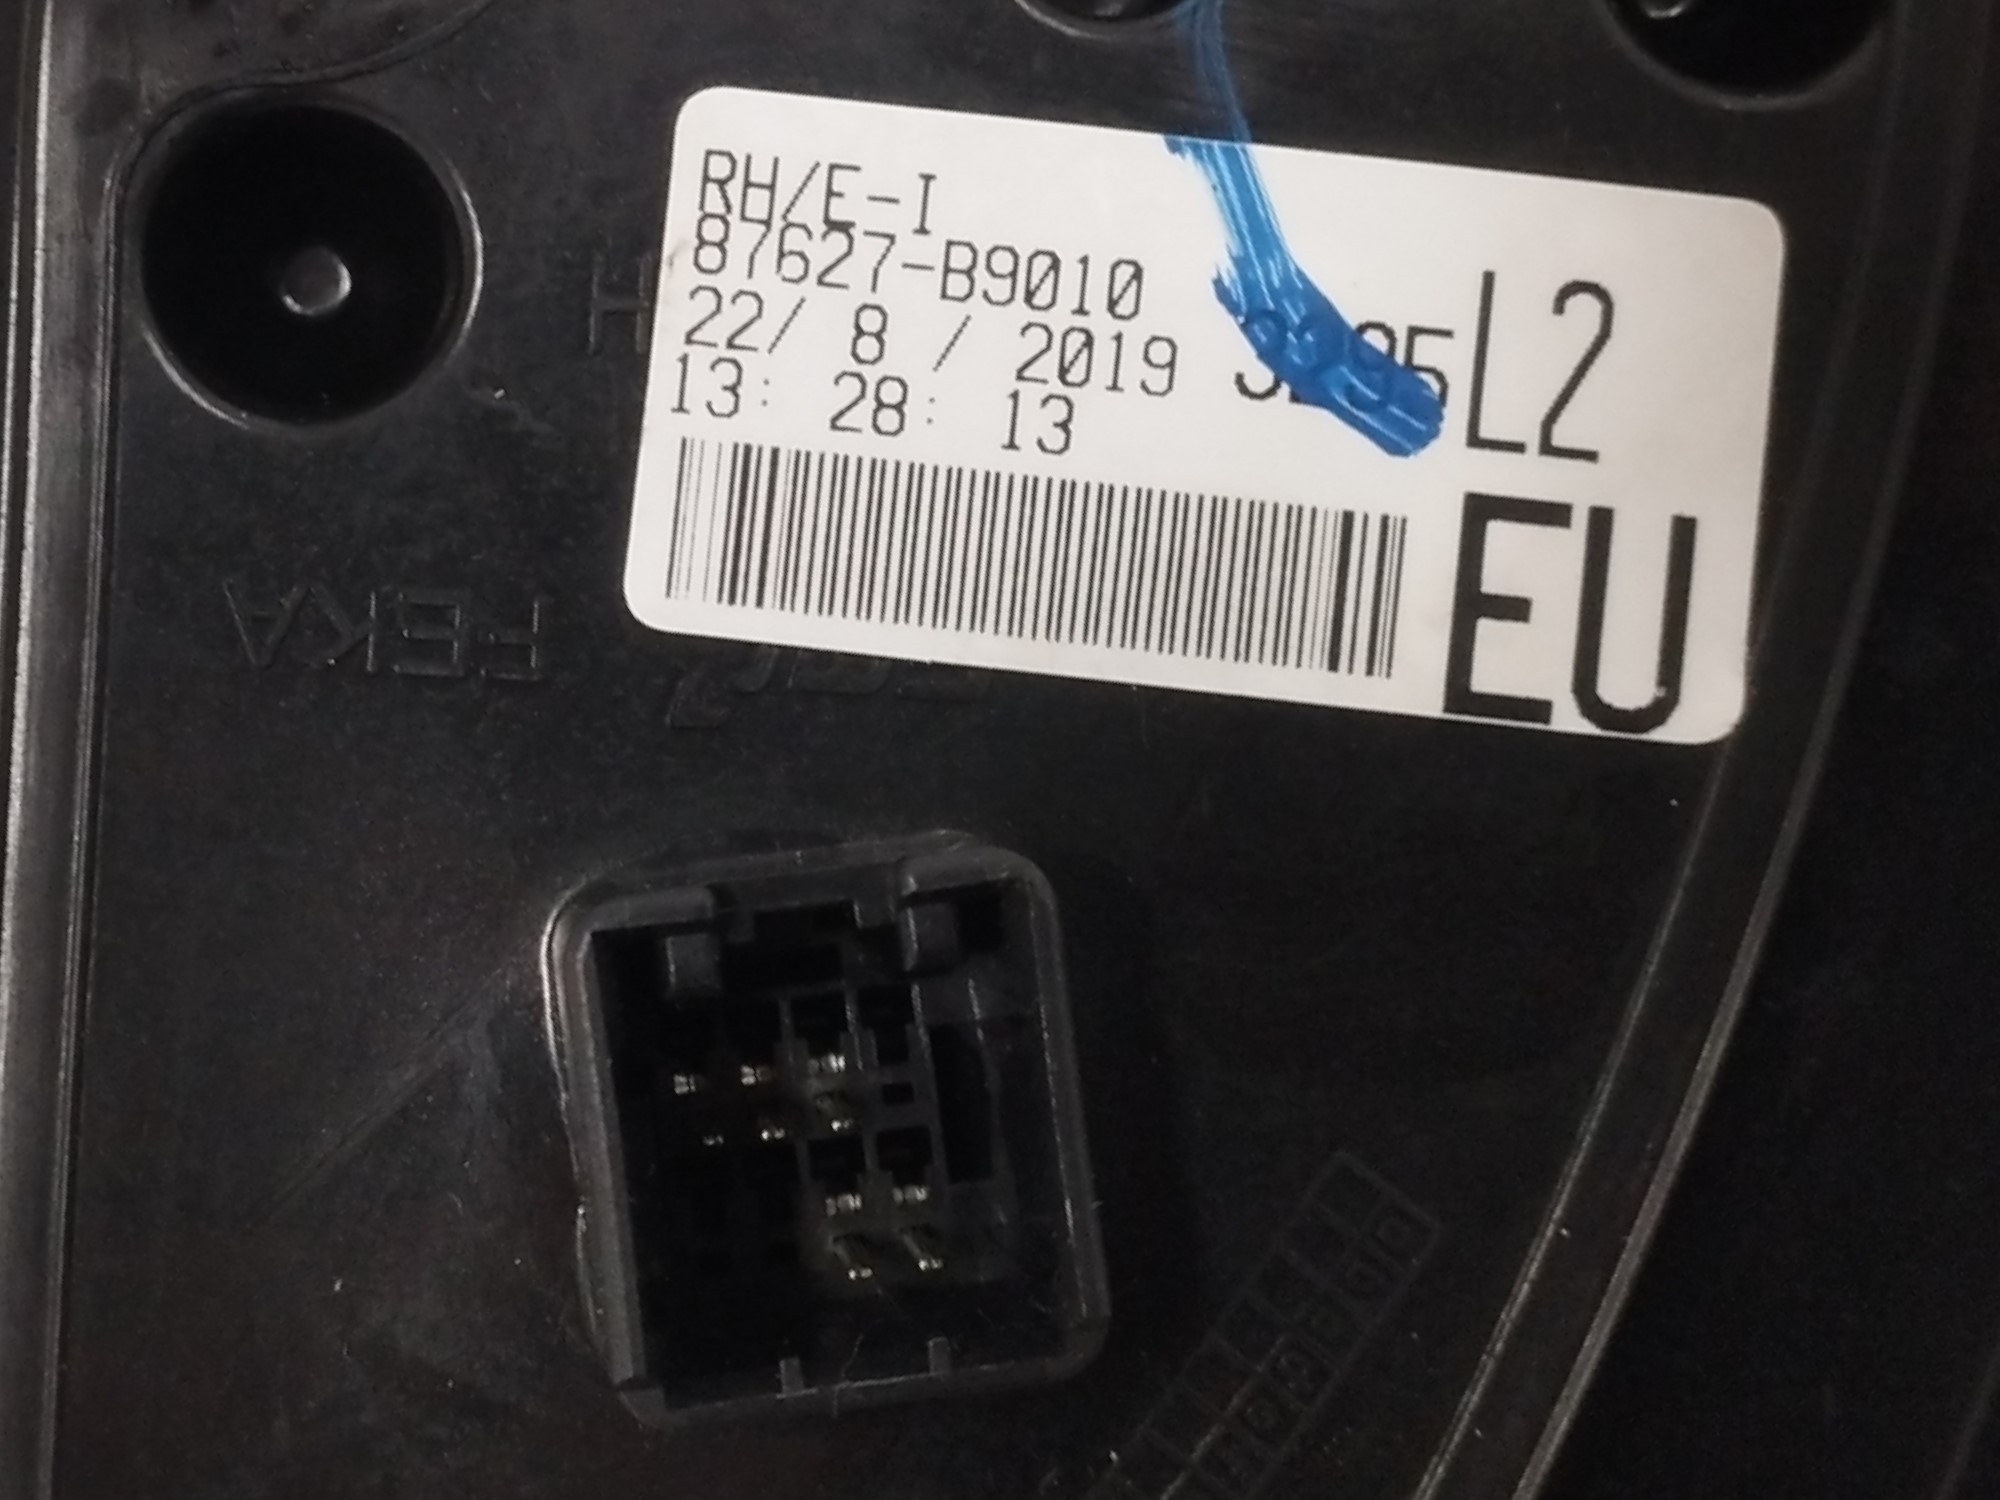 RH/E-I
87627-B9010
22/ 8 / 2019
L2
13: 28: 13
EU
FEKA